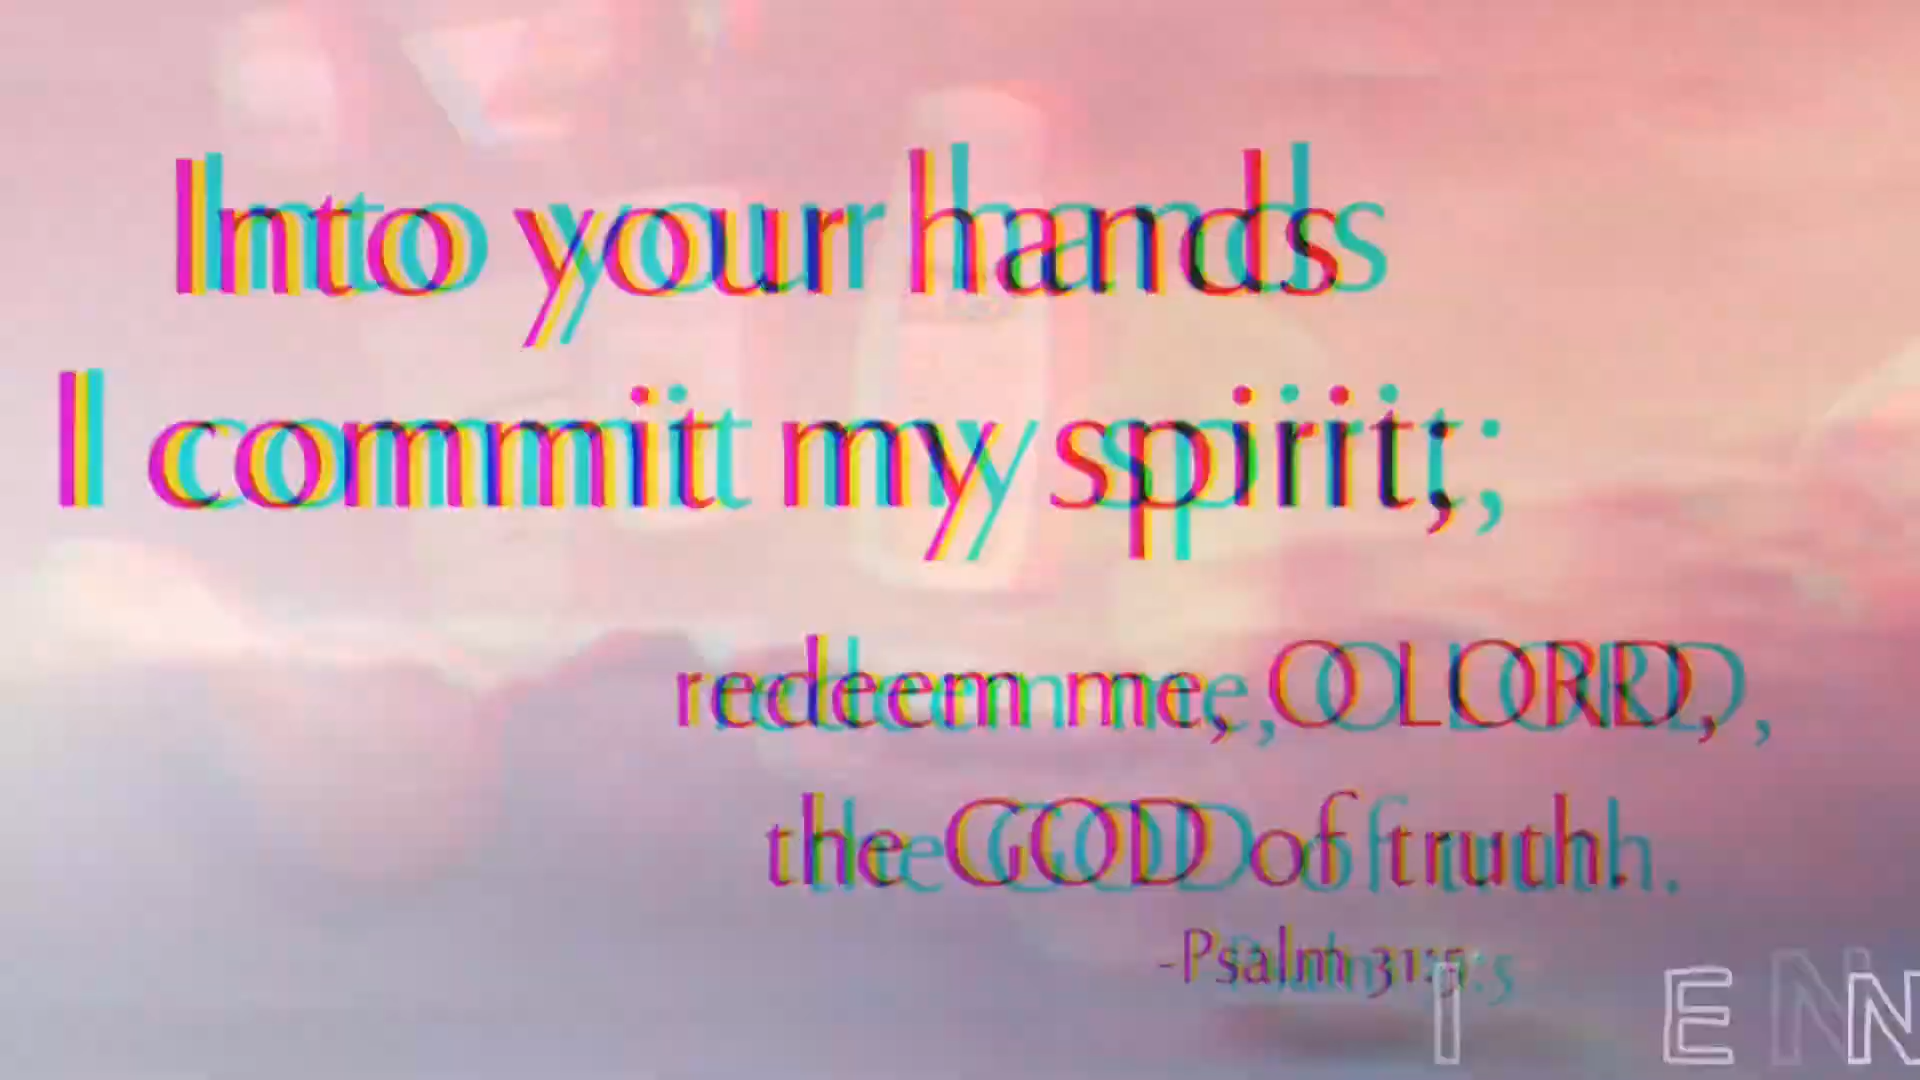 Into your hands
I commit my spirit;
redeem me, O LORD,
the GOD of truth.
-Psalm 31:5